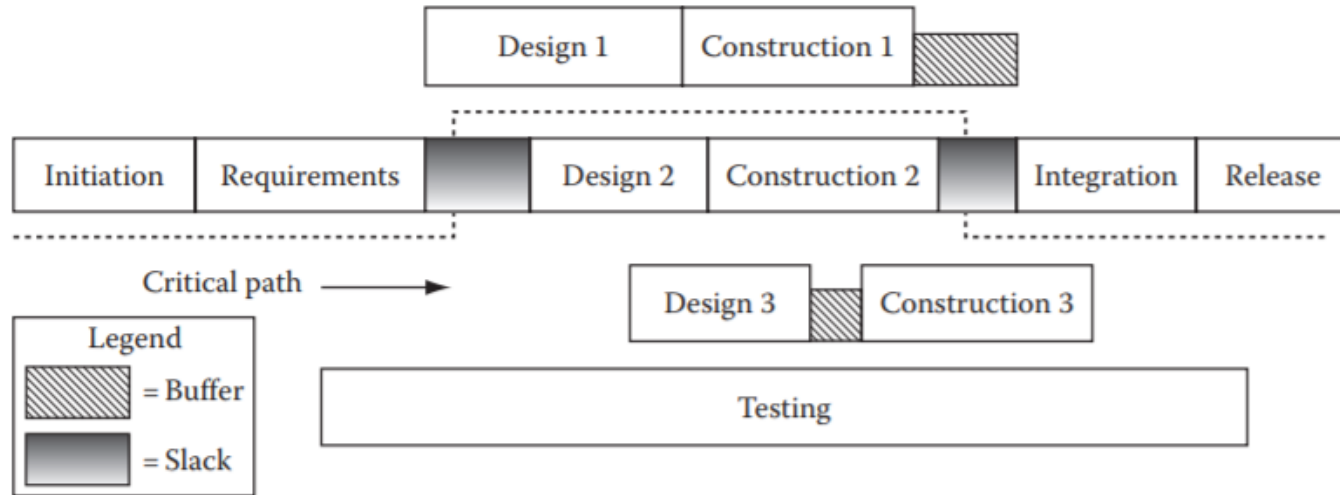 Design 1
Construction 1
Initiation
Requirements
Design 2
Construction 2
Integration
Release
Critical path
Design 3
Construction 3
Legend
= Buffer
= Slack
Testing